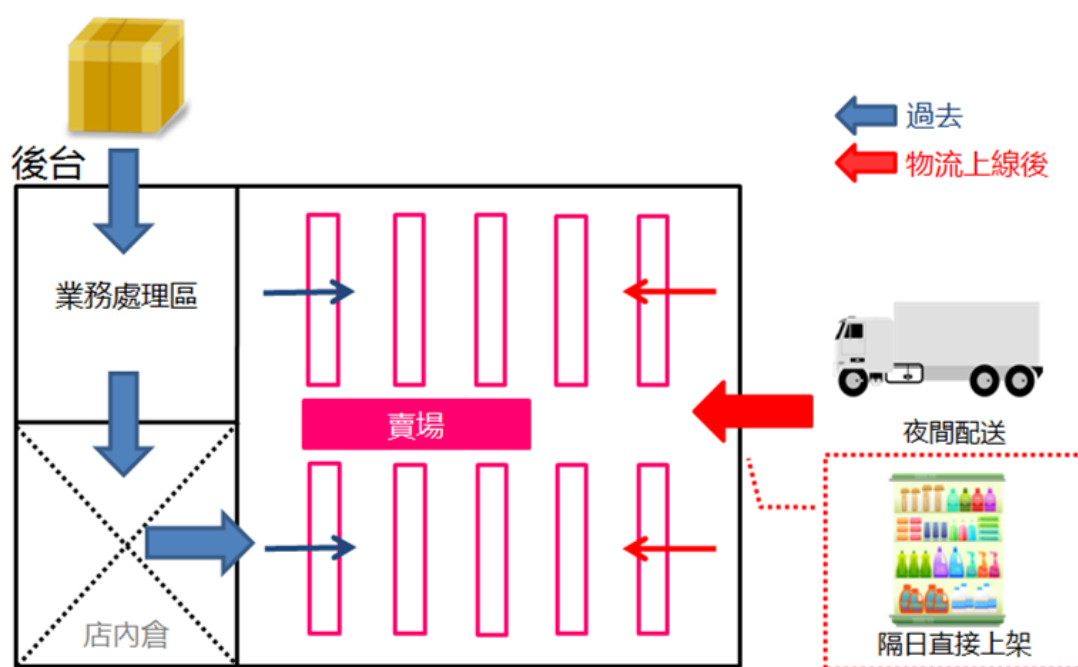 過去
物流上線後
後台
業務處理區
賣場
夜間配送
店內倉
隔日直接上架